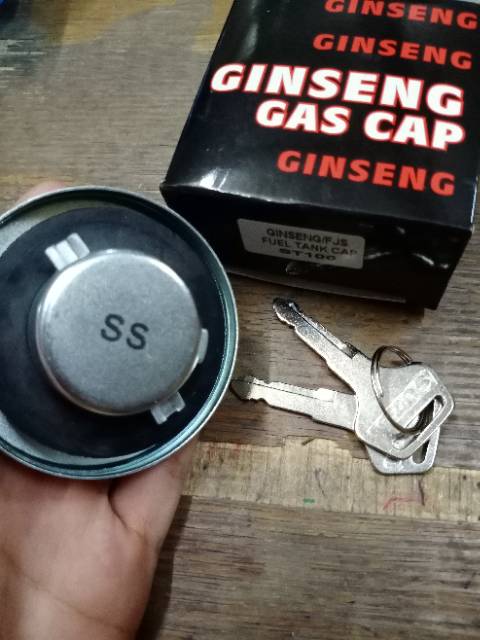 GINSENG
GINSENG
GINSENG
GAS CAP
GINSENG
GINSENG/FJS
FUEL TANK CAP
ST100
SS